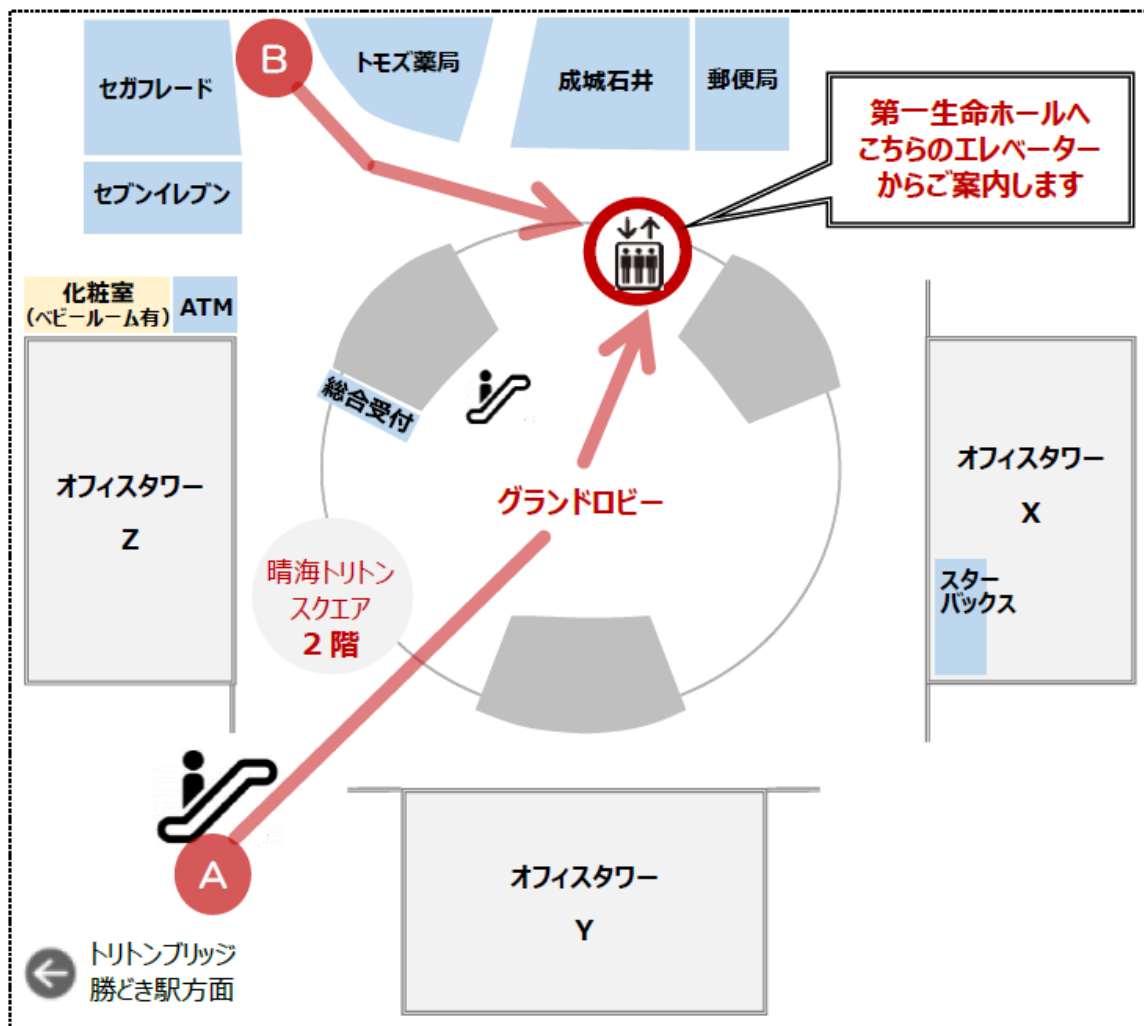 B
セガフレード
トモズ薬局
成城石井
郵便局
第一生命ホールへ
こちらのエレベーター
からご案内します
セブンイレブン
化粧室
(ベビールーム有)
ATM
総合受付
オフィスタワー
Z
グランドロビー
オフィスタワー
X
晴海トリトン
スクエア
2階
スター
バックス
A
オフィスタワー
Y
トリトンブリッジ
勝どき駅方面